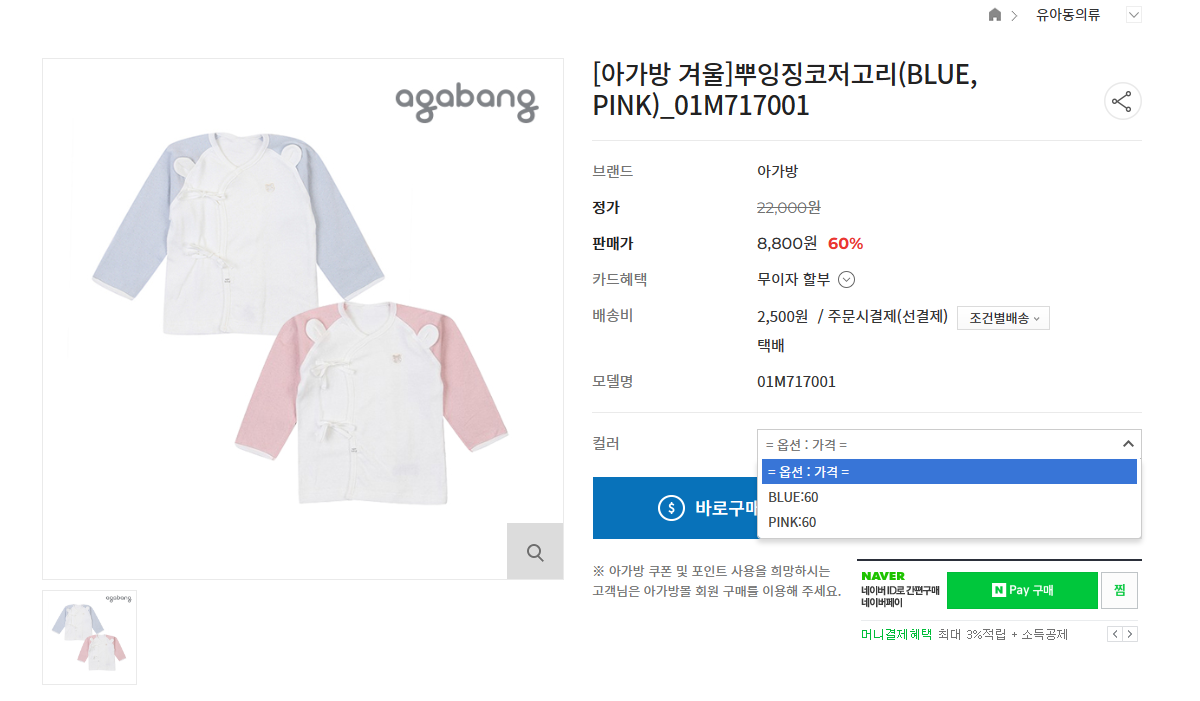 유아동의류
agabang
[아가방 겨울]뿌잉징코저고리(BLUE,
PINK)_01M717001
브랜드 아가방
정가 22,000원
판매가 8,800원 60%
카드혜택 무이자 할부
배송비 2,500원 / 주문시결제(선결제) 조건별배송
택배
모델명 01M717001
컬러 = 옵션 : 가격 =
= 옵션 : 가격 =
BLUE:60
PINK:60
$ 바로구매
※ 아가방 쿠폰 및 포인트 사용을 희망하시는
고객님은 아가방몰 회원 구매를 이용해 주세요.
NAVER
네이버 ID로 간편구매
네이버페이
N Pay 구매
찜
머니결제혜택 최대 3%적립 + 소득공제
agabang